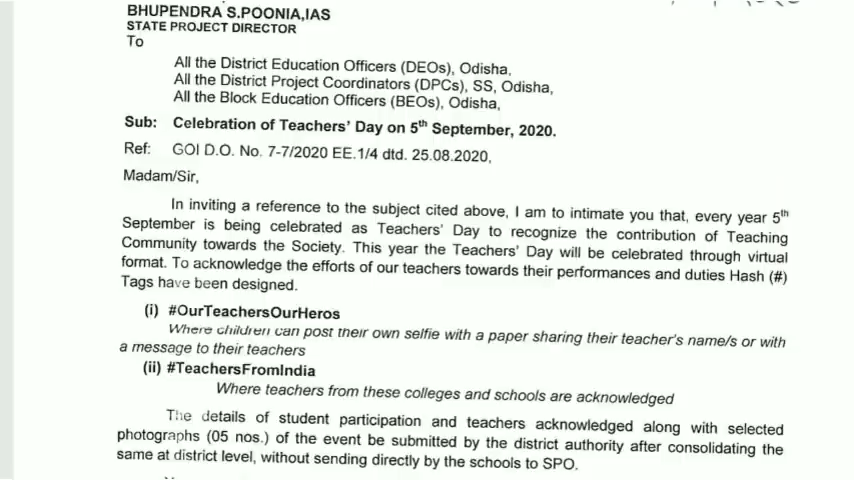 BHUPENDRA S.POONIA,IAS
STATE PROJECT DIRECTOR
To
All the District Education Officers (DEOs), Odisha,
All the District Project Coordinators (DPCs), SS, Odisha,
All the Block Education Officers (BEOs), Odisha,
Sub: Celebration of Teachers' Day on 5th September, 2020.
Ref: GOI D.O. No. 7-7/2020 EE.1/4 dtd. 25.08.2020,
Madam/Sir,
In inviting a reference to the subject cited above, I am to intimate you that, every year 5th
September is being celebrated as Teachers' Day to recognize the contribution of Teaching
Community towards the Society. This year the Teachers' Day will be celebrated through virtual
format. To acknowledge the efforts of our teachers towards their performances and duties Hash (#)
Tags have been designed.
(i) #OurTeachersOurHeros
Where children can post their own selfie with a paper sharing their teacher's name/s or with
a message to their teachers
(ii) #TeachersFromIndia
Where teachers from these colleges and schools are acknowledged
The details of student participation and teachers acknowledged along with selected
photographs (05 nos.) of the event be submitted by the district authority after consolidating the
same at district level, without sending directly by the schools to SPO.